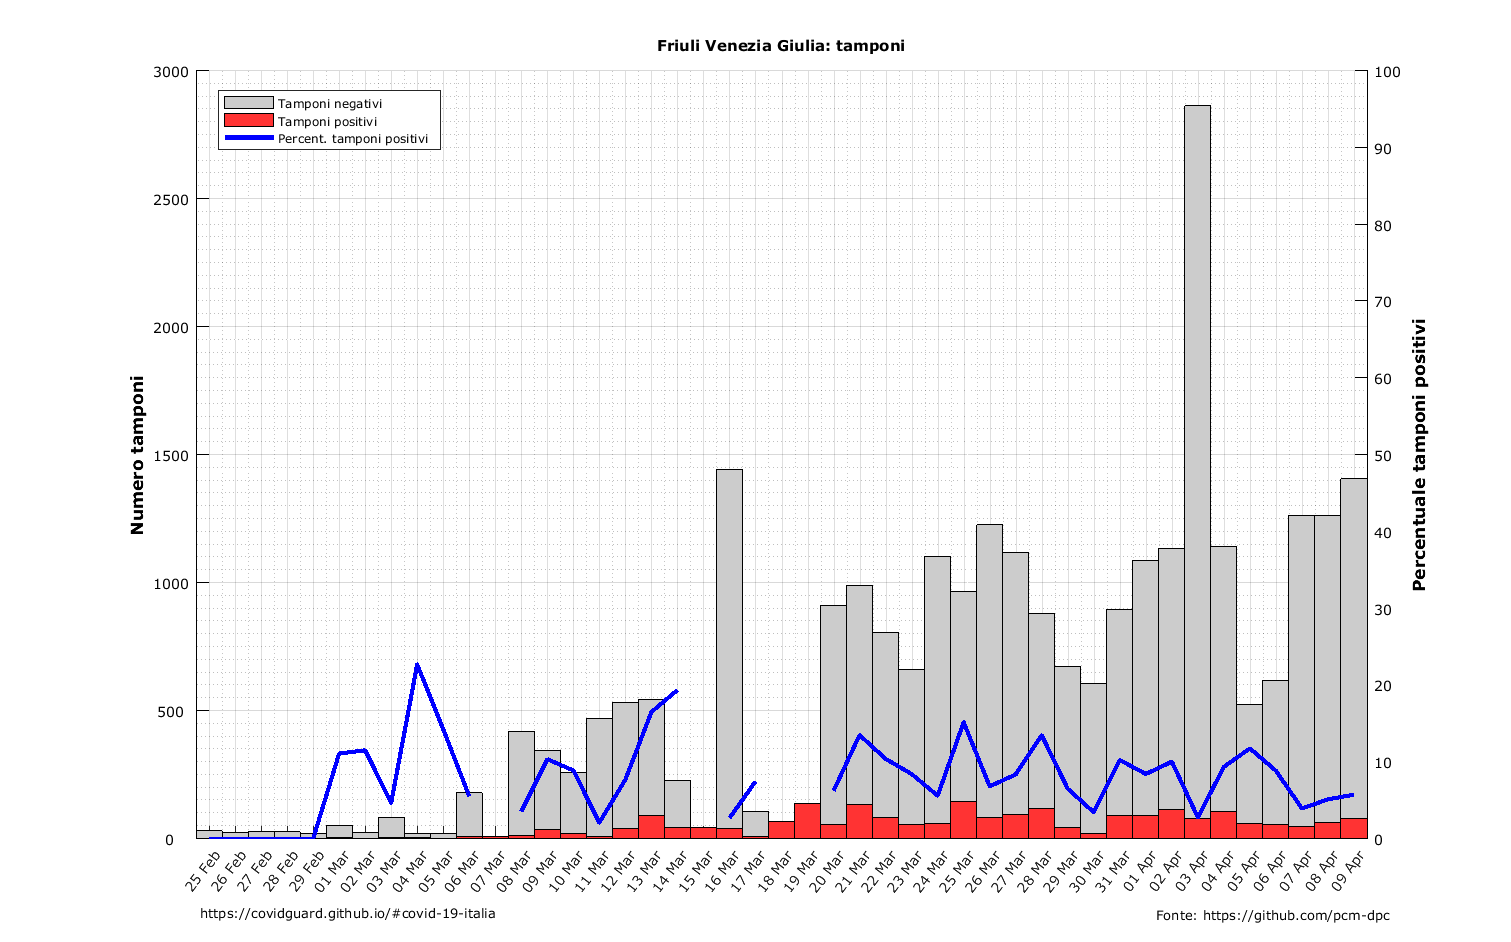 Friuli Venezia Giulia: tamponi
Tamponi negativi
Tamponi positivi
Percent. tamponi positivi
Numero tamponi
3000
2500
2000
1500
1000
500
0
Percentuale tamponi positivi
100
90
80
70
60
50
40
30
20
10
0
25 Feb
26 Feb
27 Feb
28 Feb
29 Feb
01 Mar
02 Mar
03 Mar
04 Mar
05 Mar
06 Mar
07 Mar
08 Mar
09 Mar
10 Mar
11 Mar
12 Mar
13 Mar
14 Mar
15 Mar
16 Mar
17 Mar
18 Mar
19 Mar
20 Mar
21 Mar
22 Mar
23 Mar
24 Mar
25 Mar
26 Mar
27 Mar
28 Mar
29 Mar
30 Mar
31 Mar
01 Apr
02 Apr
03 Apr
04 Apr
05 Apr
06 Apr
07 Apr
08 Apr
09 Apr
https://covidguard.github.io/#covid-19-italia
Fonte: https://github.com/pcm-dpc